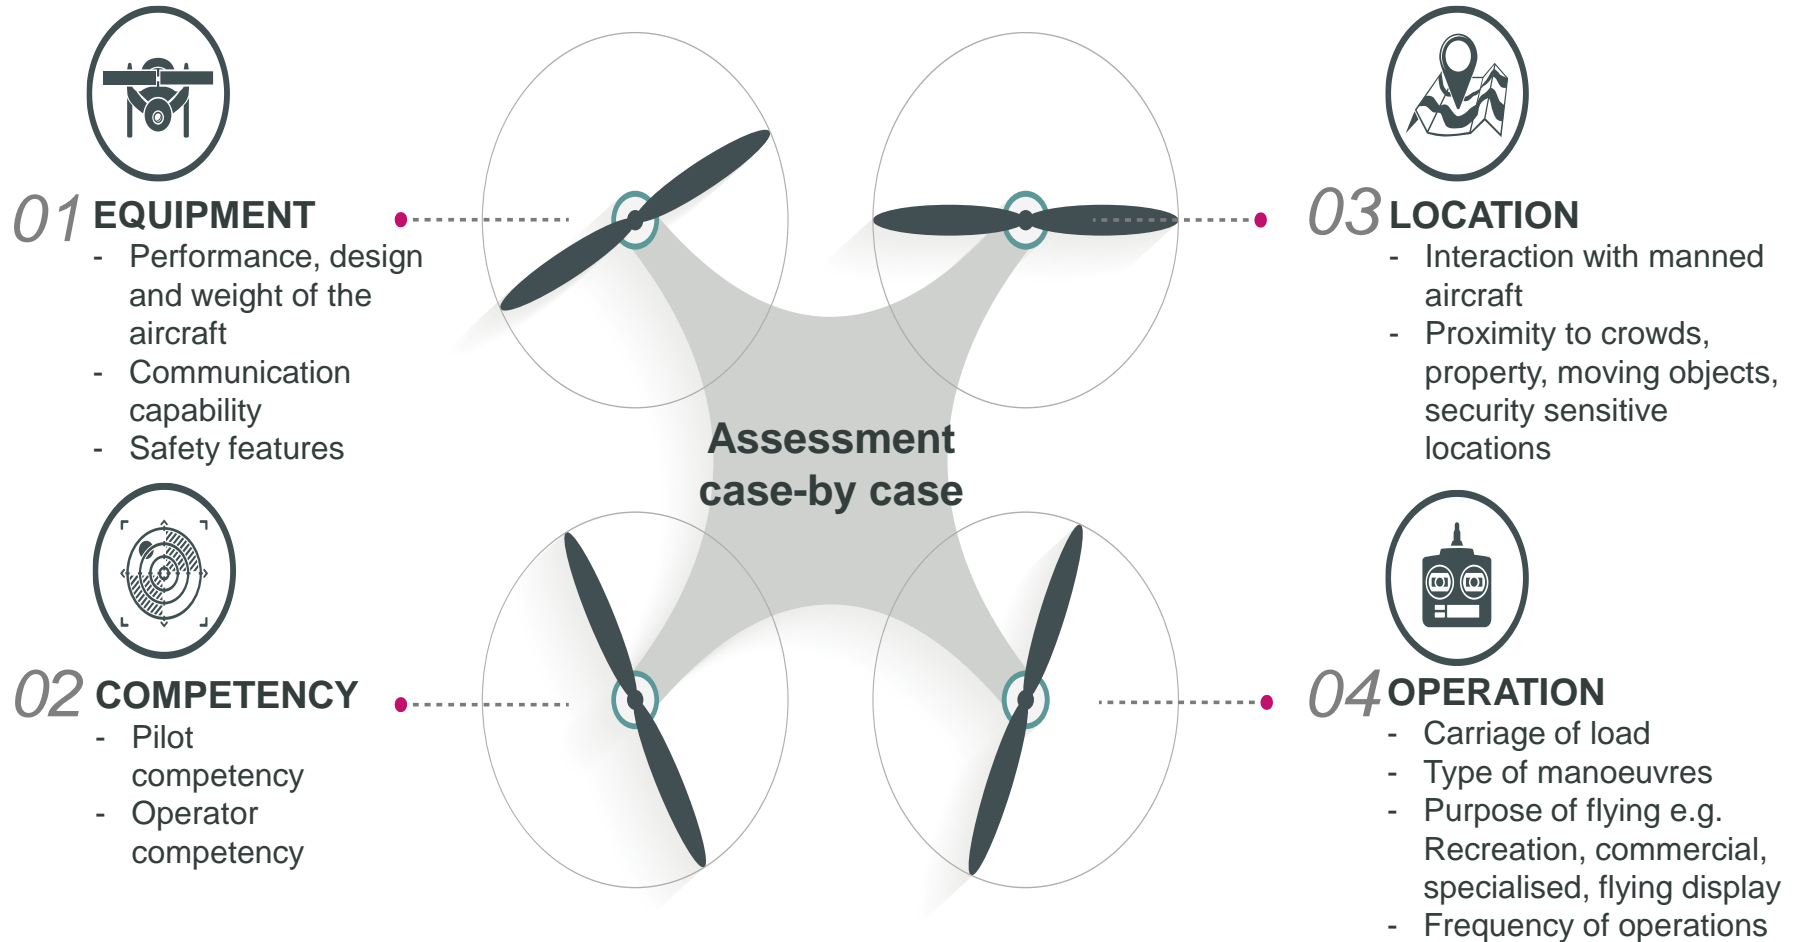 01 EQUIPMENT
- Performance, design
and weight of the
aircraft
- Communication
capability
- Safety features
02 COMPETENCY
- Pilot
competency
- Operator
competency
Assessment
case-by case
03 LOCATION
- Interaction with manned
aircraft
- Proximity to crowds,
property, moving objects,
security sensitive
locations
04 OPERATION
- Carriage of load
- Type of manoeuvres
- Purpose of flying e.g.
Recreation, commercial,
specialised, flying display
- Frequency of operations